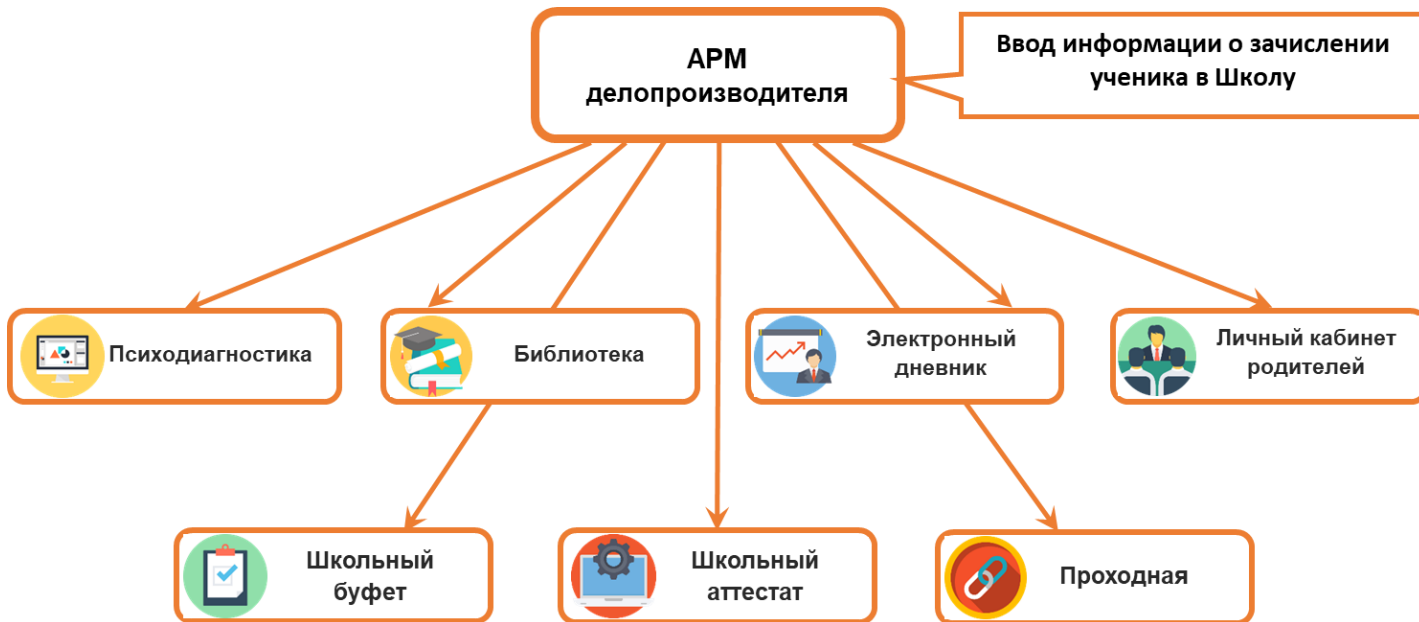 АРМ
делопроизводителя
Ввод информации о зачислении
ученика в Школу
Психодиагностика
Библиотека
Электронный
дневник
Личный кабинет
родителей
Школьный
буфет
Школьный
аттестат
Проходная